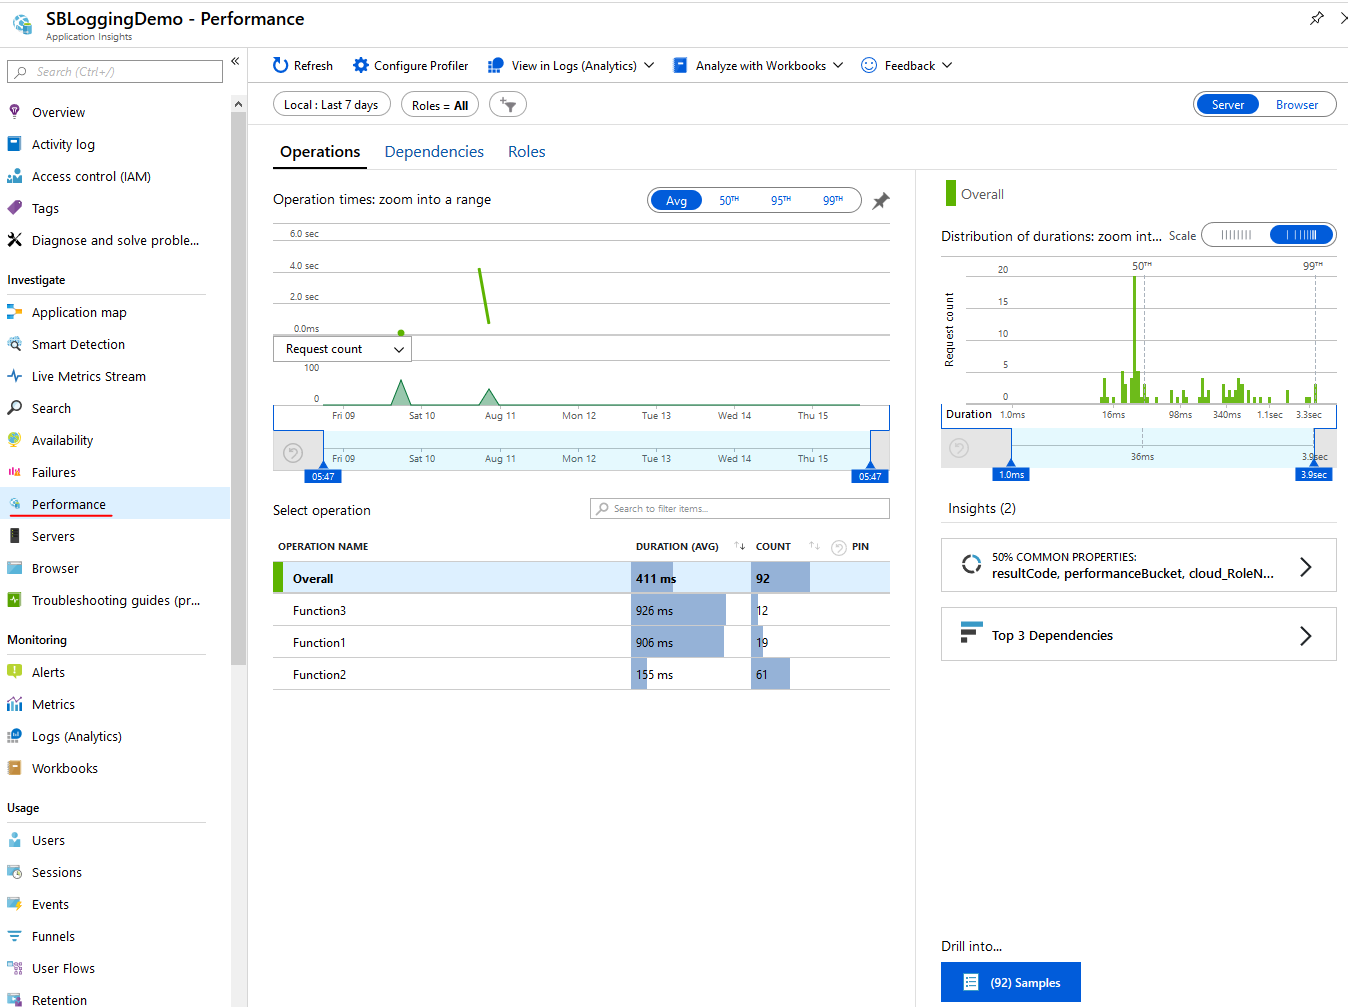 SBLoggingDemo - Performance
Application Insights
Search (Ctrl+/)
Overview
Activity log
Access control (IAM)
Tags
Diagnose and solve proble...
Investigate
Application map
Smart Detection
Live Metrics Stream
Search
Availability
Failures
Performance
Servers
Browser
Troubleshooting guides (pr...
Monitoring
Alerts
Metrics
Logs (Analytics)
Workbooks
Usage
Users
Sessions
Events
Funnels
User Flows
Retention
Refresh Configure Profiler View in Logs (Analytics) Analyze with Workbooks Feedback
Local : Last 7 days Roles = All Server Browser
Operations Dependencies Roles
Operation times: zoom into a range Avg 50TH 95TH 99TH
6.0 sec
4.0 sec
2.0 sec
0.0ms
Request count
100
0
Fri 09 Sat 10 Aug 11 Mon 12 Tue 13 Wed 14 Thu 15
Fri 09 Sat 10 Aug 11 Mon 12 Tue 13 Wed 14 Thu 15
05:47 05:47
Select operation Search to filter items...
OPERATION NAME DURATION (AVG) COUNT PIN
Overall 411 ms 92
Function3 926 ms 12
Function1 906 ms 19
Function2 155 ms 61
Overall
Distribution of durations: zoom int... Scale
50TH 99TH
Request count
20
15
10
5
0
Duration 1.0ms 16ms 98ms 340ms 1.1sec 3.3sec
36ms 3.9sec
1.0ms 3.9sec
Insights (2)
50% COMMON PROPERTIES:
resultCode, performanceBucket, cloud_RoleN...
Top 3 Dependencies
Drill into...
(92) Samples